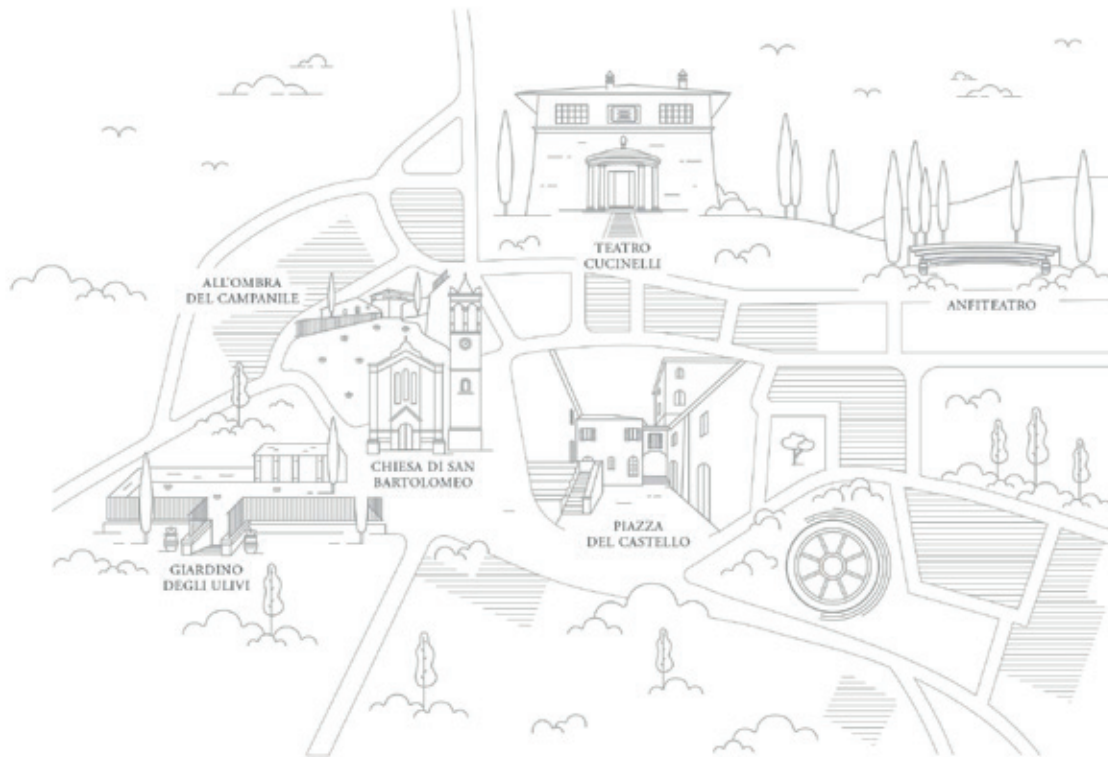 TEATRO
CUCINELLI
ALL'OMBRA
DEL CAMPANILE
ANFITEATRO
CHIESA DI SAN
BARTOLOMEO
PIAZZA
DEL CASTELLO
GIARDINO
DEGLI ULIVI